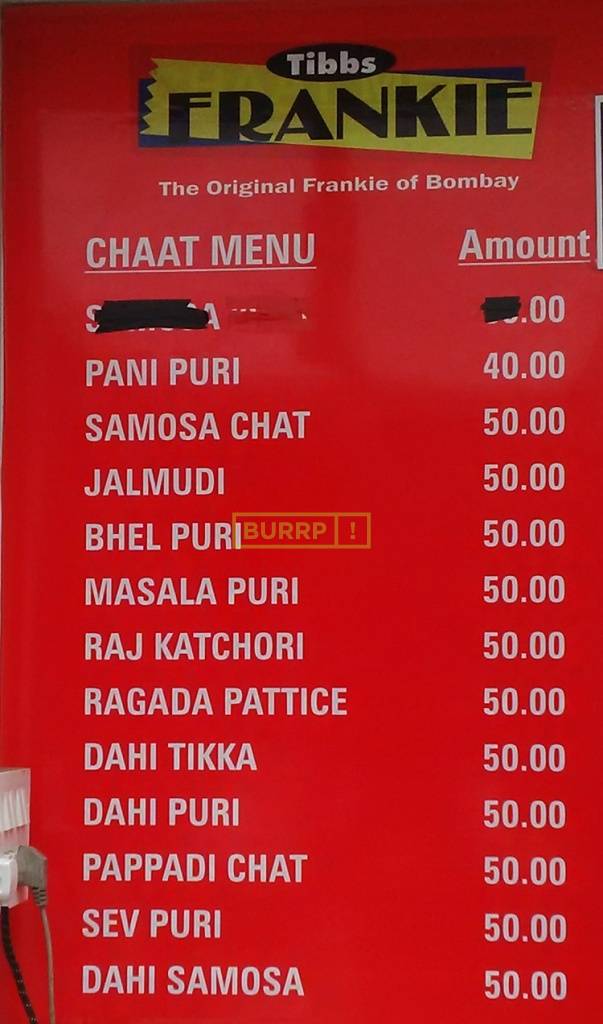 Tibbs
FRANKIE
The Original Frankie of Bombay
CHAAT MENU Amount
.00
PANI PURI 40.00
SAMOSA CHAT 50.00
JALMUDI 50.00
BHEL PURI BURRP! 50.00
MASALA PURI 50.00
RAJ KATCHORI 50.00
RAGADA PATTICE 50.00
DAHI TIKKA 50.00
DAHI PURI 50.00
PAPPADI CHAT 50.00
SEV PURI 50.00
DAHI SAMOSA 50.00